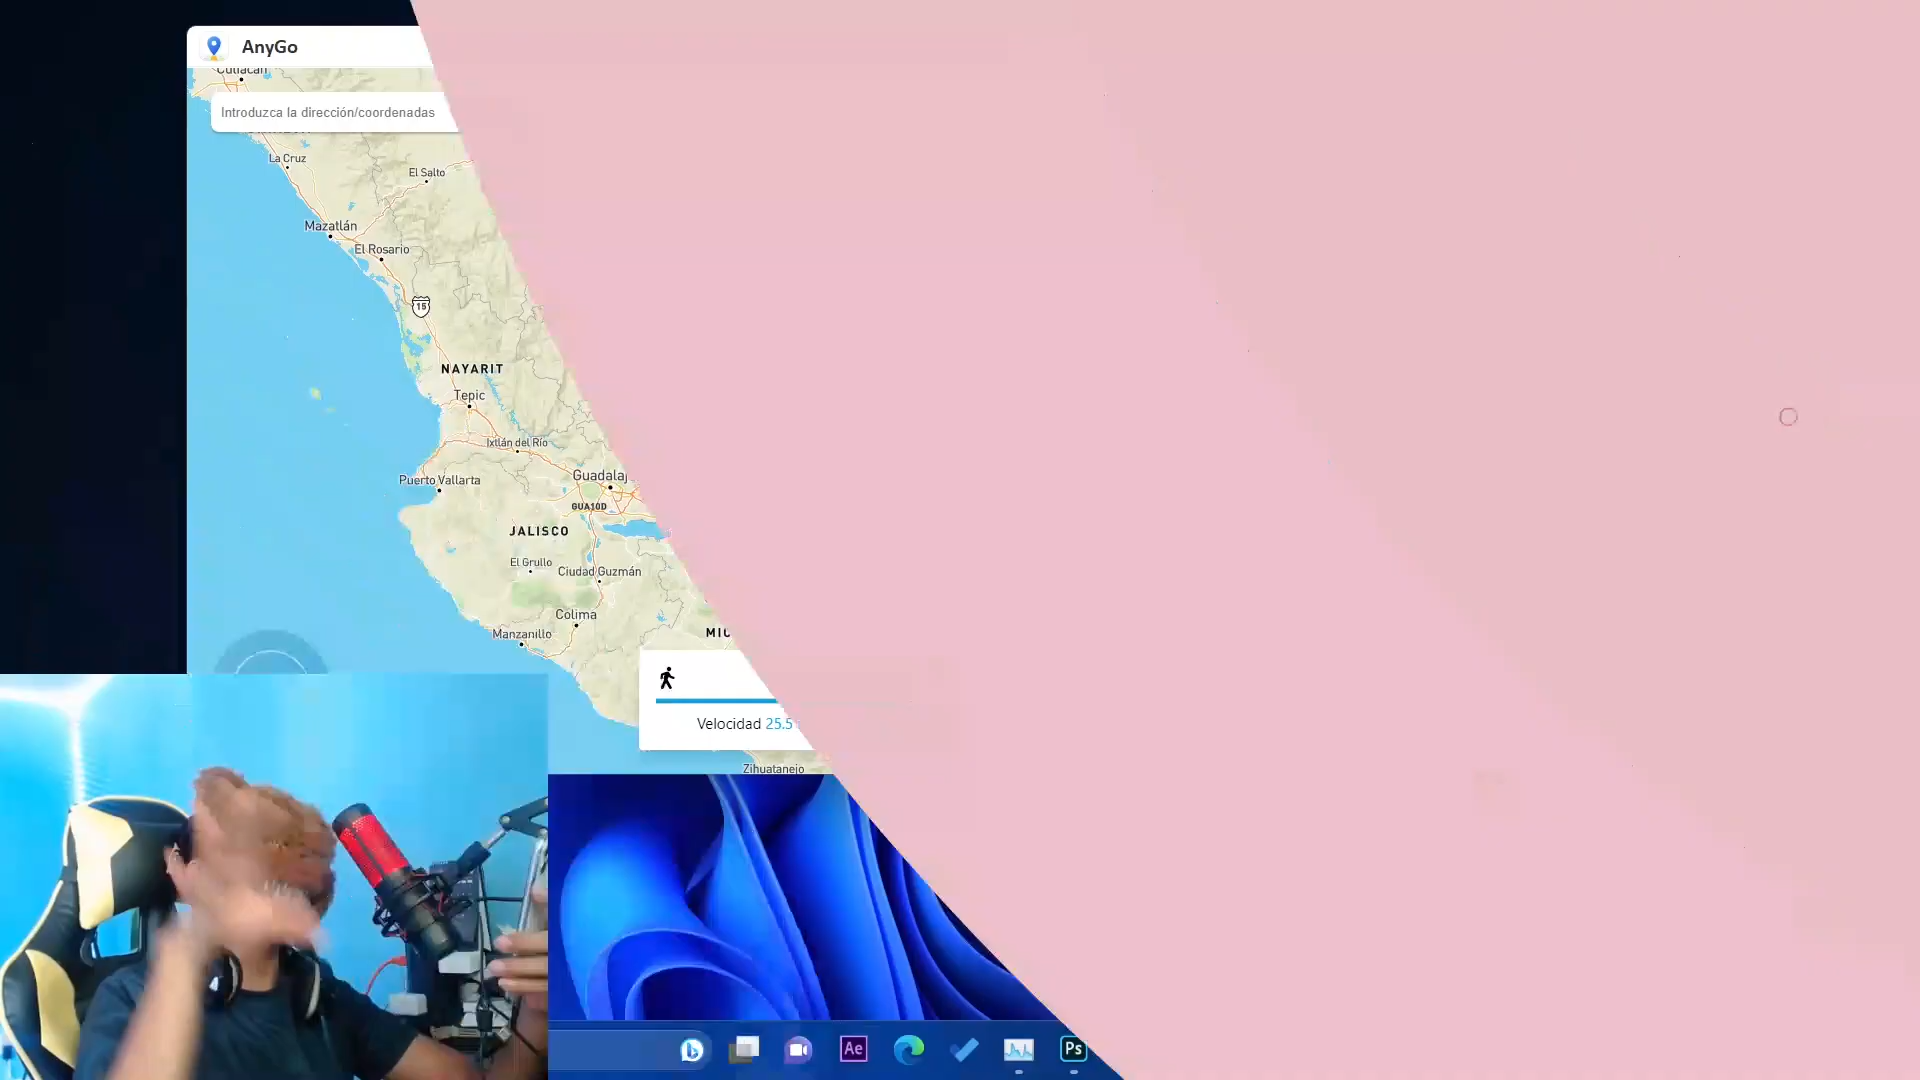 AnyGo
Culiacán
Introduzca la dirección/coordenadas
La Cruz
El Salto
Mazatlán
El Rosario
15
NAYARIT
Tepic
Ixtlán del Río
Puerto Vallarta
Guadalaj
GUA10D
JALISCO
El Grullo
Ciudad Guzmán
Colima
Manzanillo
MIC
Velocidad 25.5
Zihuatanejo
Ae
Ps